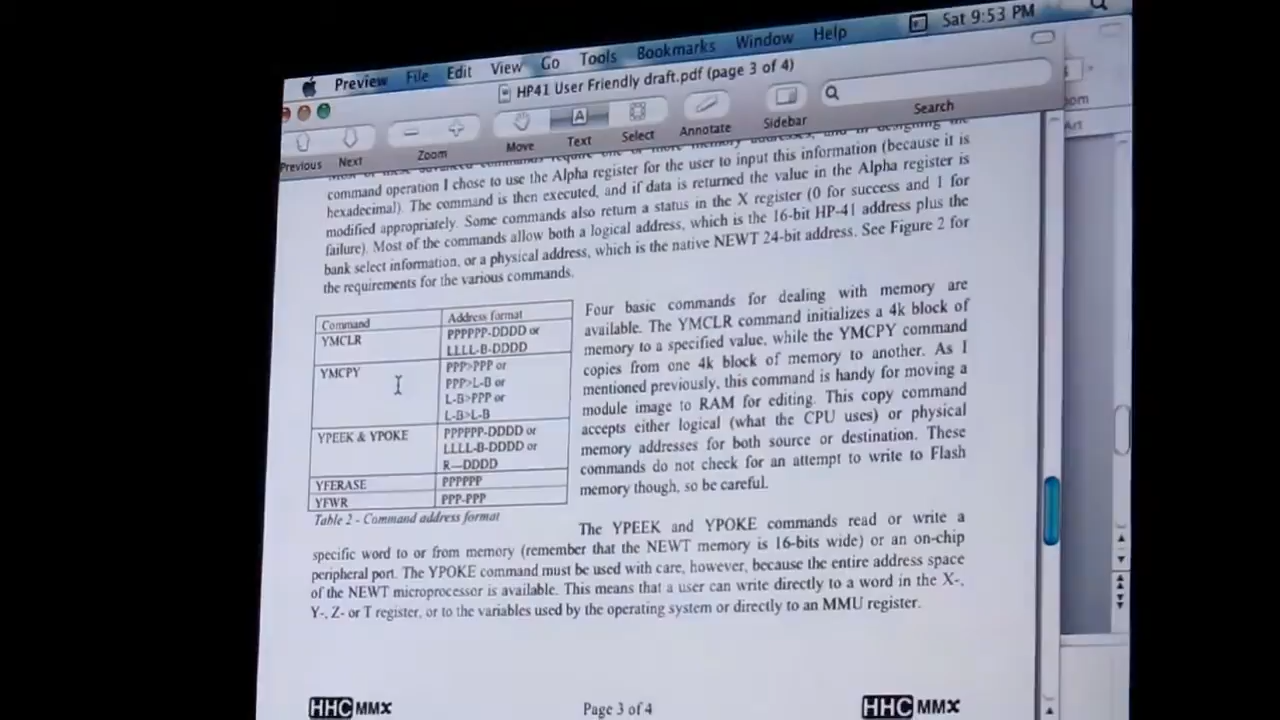 Sat 9:53 PM
Preview File Edit View Go Tools Bookmarks Window Help
HP41 User Friendly draft.pdf (page 3 of 4)
Previous Next Zoom Move Text Select Annotate Sidebar Search
command operation I chose to use the Alpha register for the user to input this information (because it is
hexadecimal). The command is then executed, and if data is returned the value in the Alpha register is
modified appropriately. Some commands also return a status in the X register (0 for success and 1 for
failure). Most of the commands allow both a logical address, which is the 16-bit HP-41 address plus the
bank select information, or a physical address, which is the native NEWT 24-bit address. See Figure 2 for
the requirements for the various commands.
Command Address format
YMCLR PPPPPP-DDDD or
LLLL-B-DDDD
YMCPY PPP>PPP or
PPP>L-B or
L-B>PPP or
L-B>L-B
YPEEK & YPOKE PPPPPP-DDDD or
LLLL-B-DDDD or
R—DDDD
YFERASE PPPPPP
YFWR PPP-PPP
Table 2 - Command address format
Four basic commands for dealing with memory are
available. The YMCLR command initializes a 4k block of
memory to a specified value, while the YMCPY command
copies from one 4k block of memory to another. As I
mentioned previously, this command is handy for moving a
module image to RAM for editing. This copy command
accepts either logical (what the CPU uses) or physical
memory addresses for both source or destination. These
commands do not check for an attempt to write to Flash
memory though, so be careful.
The YPEEK and YPOKE commands read or write a
specific word to or from memory (remember that the NEWT memory is 16-bits wide) or an on-chip
peripheral port. The YPOKE command must be used with care, however, because the entire address space
of the NEWT microprocessor is available. This means that a user can write directly to a word in the X-,
Y-, Z- or T register, or to the variables used by the operating system or directly to an MMU register.
HHC MMX Page 3 of 4 HHC MMX